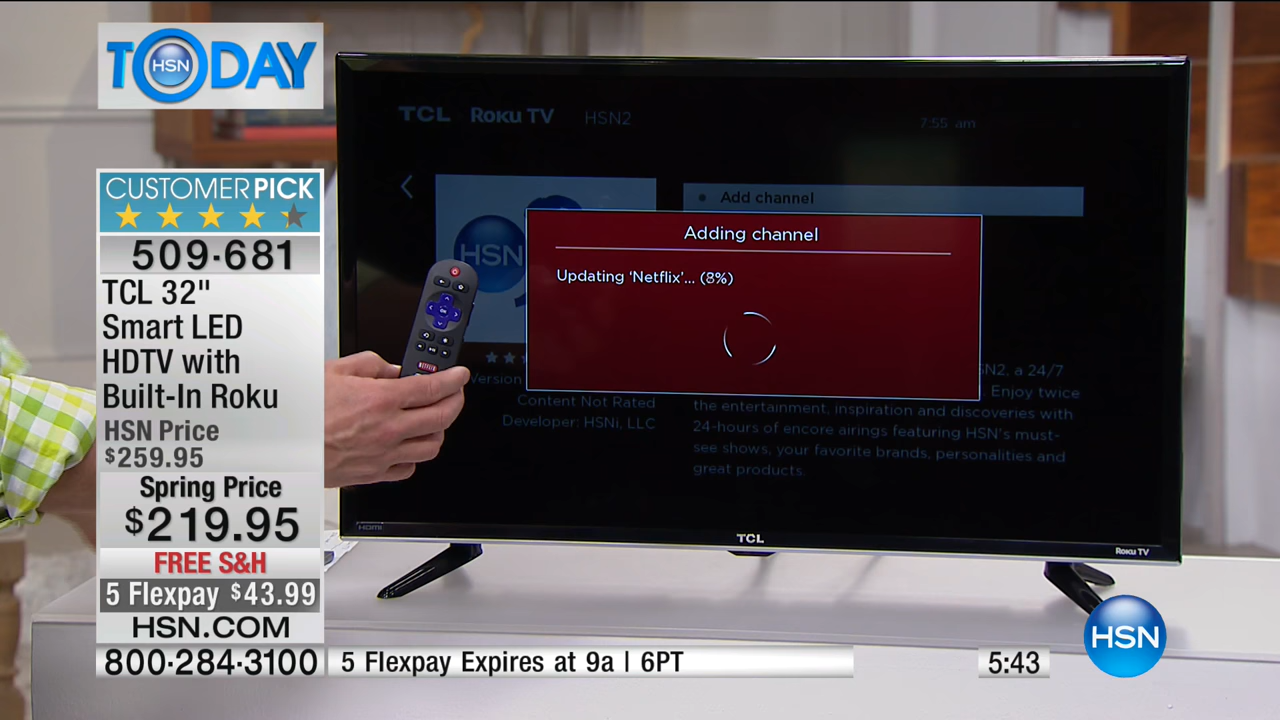 TODAY
HSN
CUSTOMER PICK
509·681
TCL 32"
Smart LED
HDTV with
Built-In Roku
HSN Price
$259.95
Spring Price
$219.95
FREE S&H
5 Flexpay $43.99
HSN.COM
800·284·3100
5 Flexpay Expires at 9a | 6PT
5:43
HSN
TCL Roku TV HSN2
7:55 am
Add channel
HSN
Adding channel
Updating ‘Netflix’... (8%)
Version
Content Not Rated
Developer: HSNi, LLC
SN2, a 24/7
. Enjoy twice
the entertainment, inspiration and discoveries with
24-hours of encore airings featuring HSN's must-
see shows, your favorite brands, personalities and
great products.
HDMI
TCL
Roku TV
NETFLIX